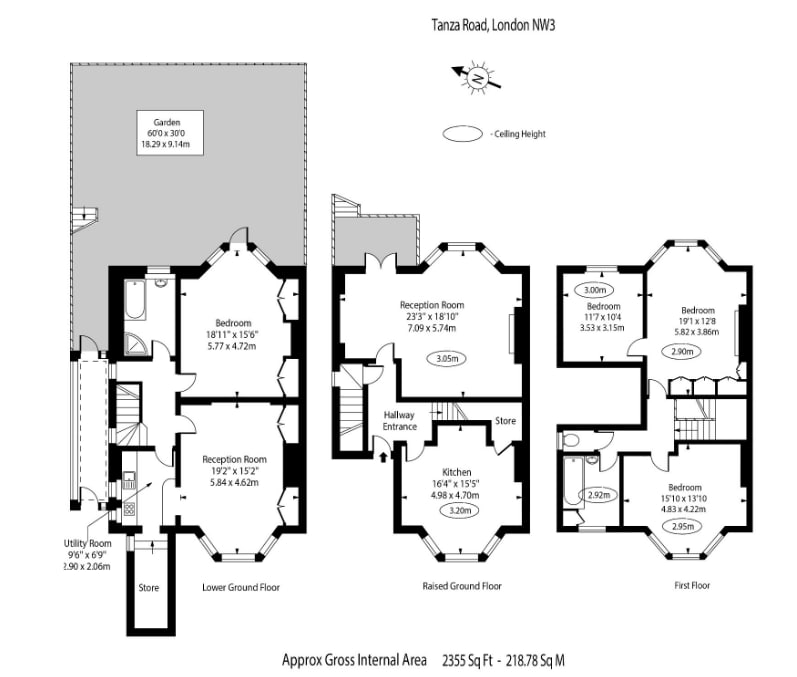 Tanza Road, London NW3
N
- Ceiling Height
Garden
60'0 x 30'0
18.29 x 9.14m
Bedroom
18'11" x 15'6"
5.77 x 4.72m
Reception Room
19'2" x 15'2"
5.84 x 4.62m
Utility Room
9'6" x 6'9"
2.90 x 2.06m
Store
Lower Ground Floor
Reception Room
23'3" x 18'10"
7.09 x 5.74m
3.05m
Hallway
Entrance
Store
Kitchen
16'4" x 15'5"
4.98 x 4.70m
3.20m
Raised Ground Floor
3.00m
Bedroom
11'7 x 10'4
3.53 x 3.15m
Bedroom
19'1 x 12'8
5.82 x 3.86m
2.90m
2.92m
Bedroom
15'10 x 13'10
4.83 x 4.22m
2.95m
First Floor
Approx Gross Internal Area 2355 Sq Ft - 218.78 Sq M